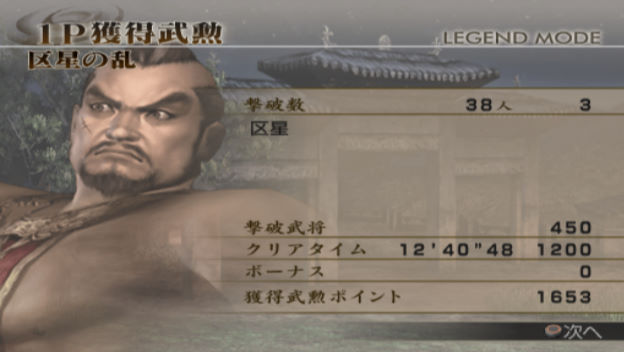 1P獲得武勲
LEGEND MODE
区星の乱
撃破数 38人 3
区星
撃破武将 450
クリアタイム 12'40"48 1200
ボーナス 0
獲得武勲ポイント 1653
次へ